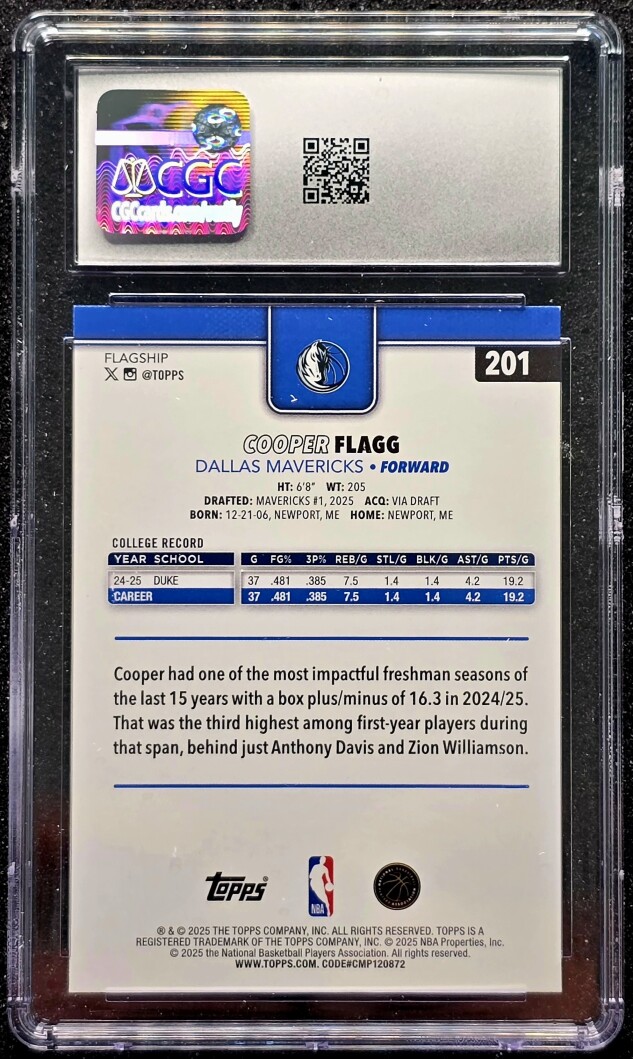 CGC
CGCcards.com/verify
FLAGSHIP
@TOPPS
201
COOPER FLAGG
DALLAS MAVERICKS • FORWARD
HT: 6'8" WT: 205
DRAFTED: MAVERICKS #1, 2025 ACQ: VIA DRAFT
BORN: 12-21-06, NEWPORT, ME HOME: NEWPORT, ME
COLLEGE RECORD
YEAR SCHOOL G FG% 3P% REB/G STL/G BLK/G AST/G PTS/G
24-25 DUKE 37 .481 .385 7.5 1.4 1.4 4.2 19.2
CAREER 37 .481 .385 7.5 1.4 1.4 4.2 19.2
Cooper had one of the most impactful freshman seasons of
the last 15 years with a box plus/minus of 16.3 in 2024/25.
That was the third highest among first-year players during
that span, behind just Anthony Davis and Zion Williamson.
Topps®
NBA
® & © 2025 THE TOPPS COMPANY, INC. ALL RIGHTS RESERVED. TOPPS IS A
REGISTERED TRADEMARK OF THE TOPPS COMPANY, INC. © 2025 NBA Properties, Inc.
© 2025 the National Basketball Players Association. All rights reserved.
WWW.TOPPS.COM. CODE#CMP120872